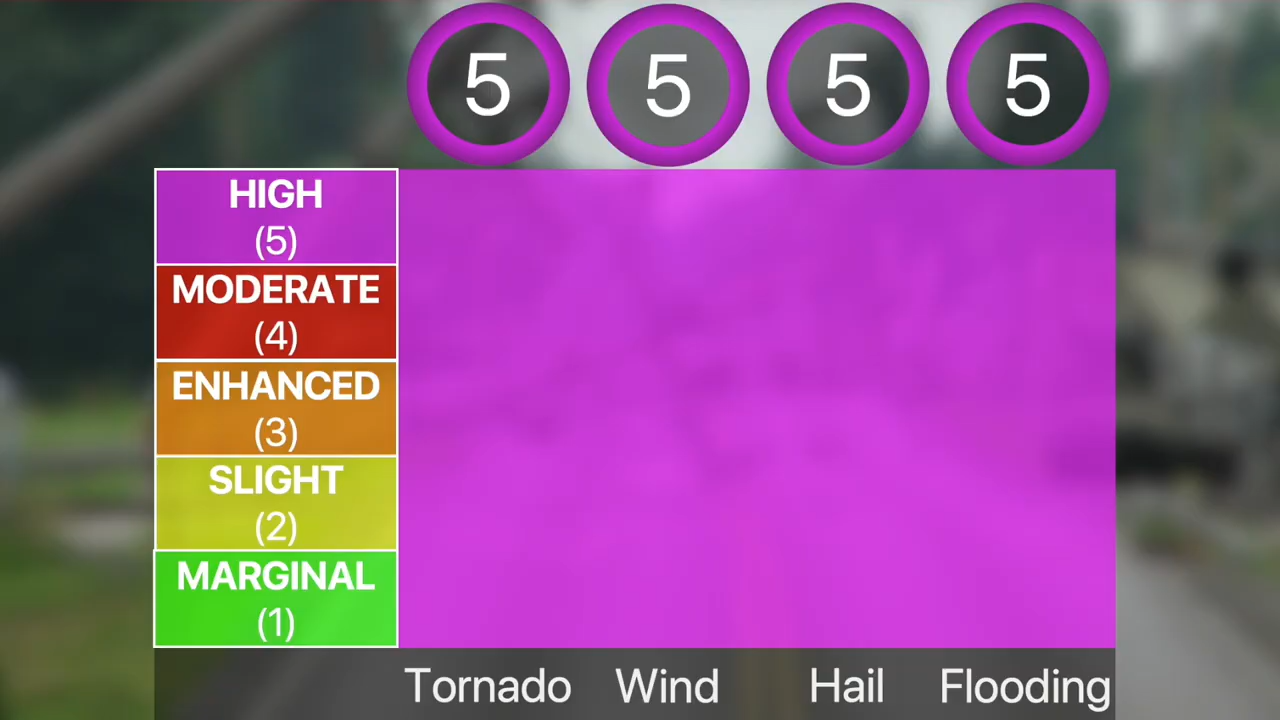 5 5 5 5
HIGH
(5)
MODERATE
(4)
ENHANCED
(3)
SLIGHT
(2)
MARGINAL
(1)
Tornado Wind Hail Flooding